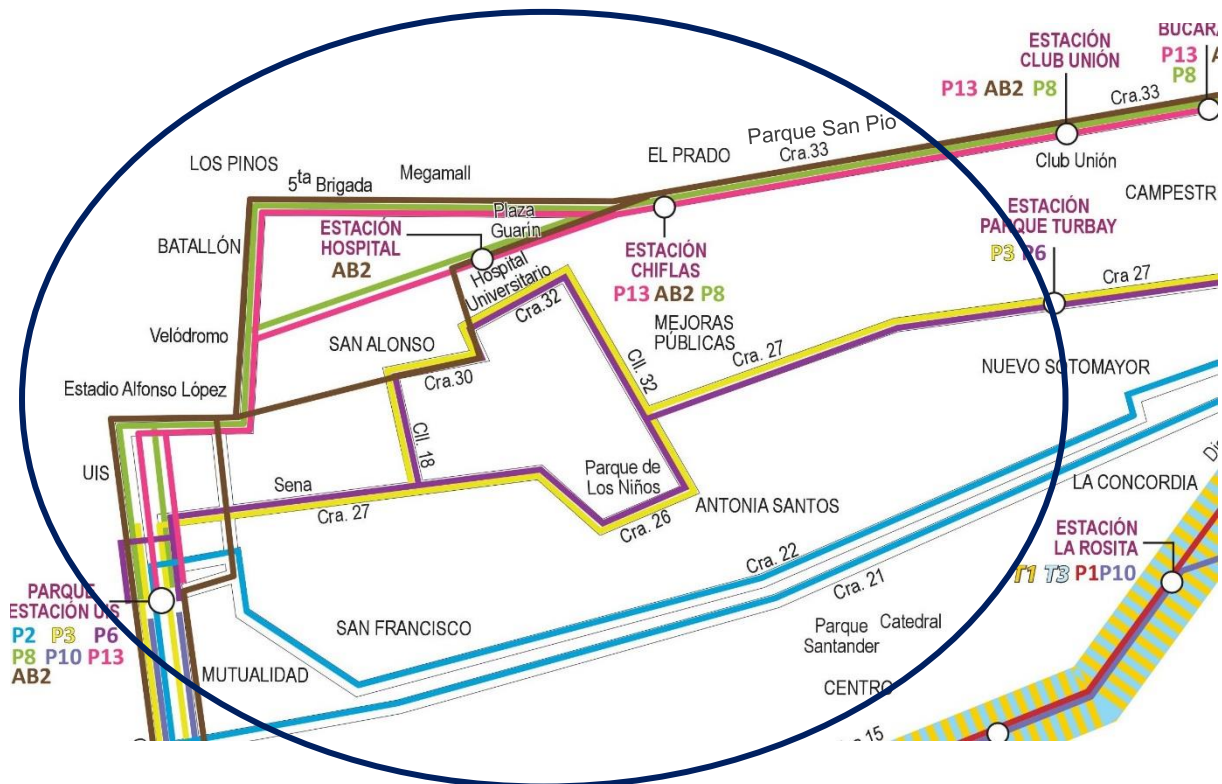 BUCARA
P13 A
P8
ESTACIÓN
CLUB UNIÓN
P13 AB2 P8
Cra.33
Parque San Pio
Cra.33
EL PRADO
Club Unión
LOS PINOS
Megamall
5ta Brigada
CAMPESTR
Plaza
Guarín
ESTACIÓN
HOSPITAL
AB2
BATALLÓN
ESTACIÓN
PARQUE TURBAY
P3 P6
ESTACIÓN
CHIFLAS
P13 AB2 P8
Hospital
Universitario
Cra.32
Cra 27
Velódromo
SAN ALONSO
MEJORAS
PÚBLICAS
Cra. 27
Cll. 32
NUEVO SOTOMAYOR
Cra.30
Estadio Alfonso López
Cll. 18
UIS
Sena
Cra. 27
Parque de
Los Niños
Cra. 26
ANTONIA SANTOS
LA CONCORDIA
ESTACIÓN
LA ROSITA
T1 T3 P1P10
Cra. 22
Cra. 21
PARQUE
ESTACIÓN UIS
P2 P3 P6
P8 P10 P13
AB2
SAN FRANCISCO
Parque
Santander
Catedral
MUTUALIDAD
CENTRO
15